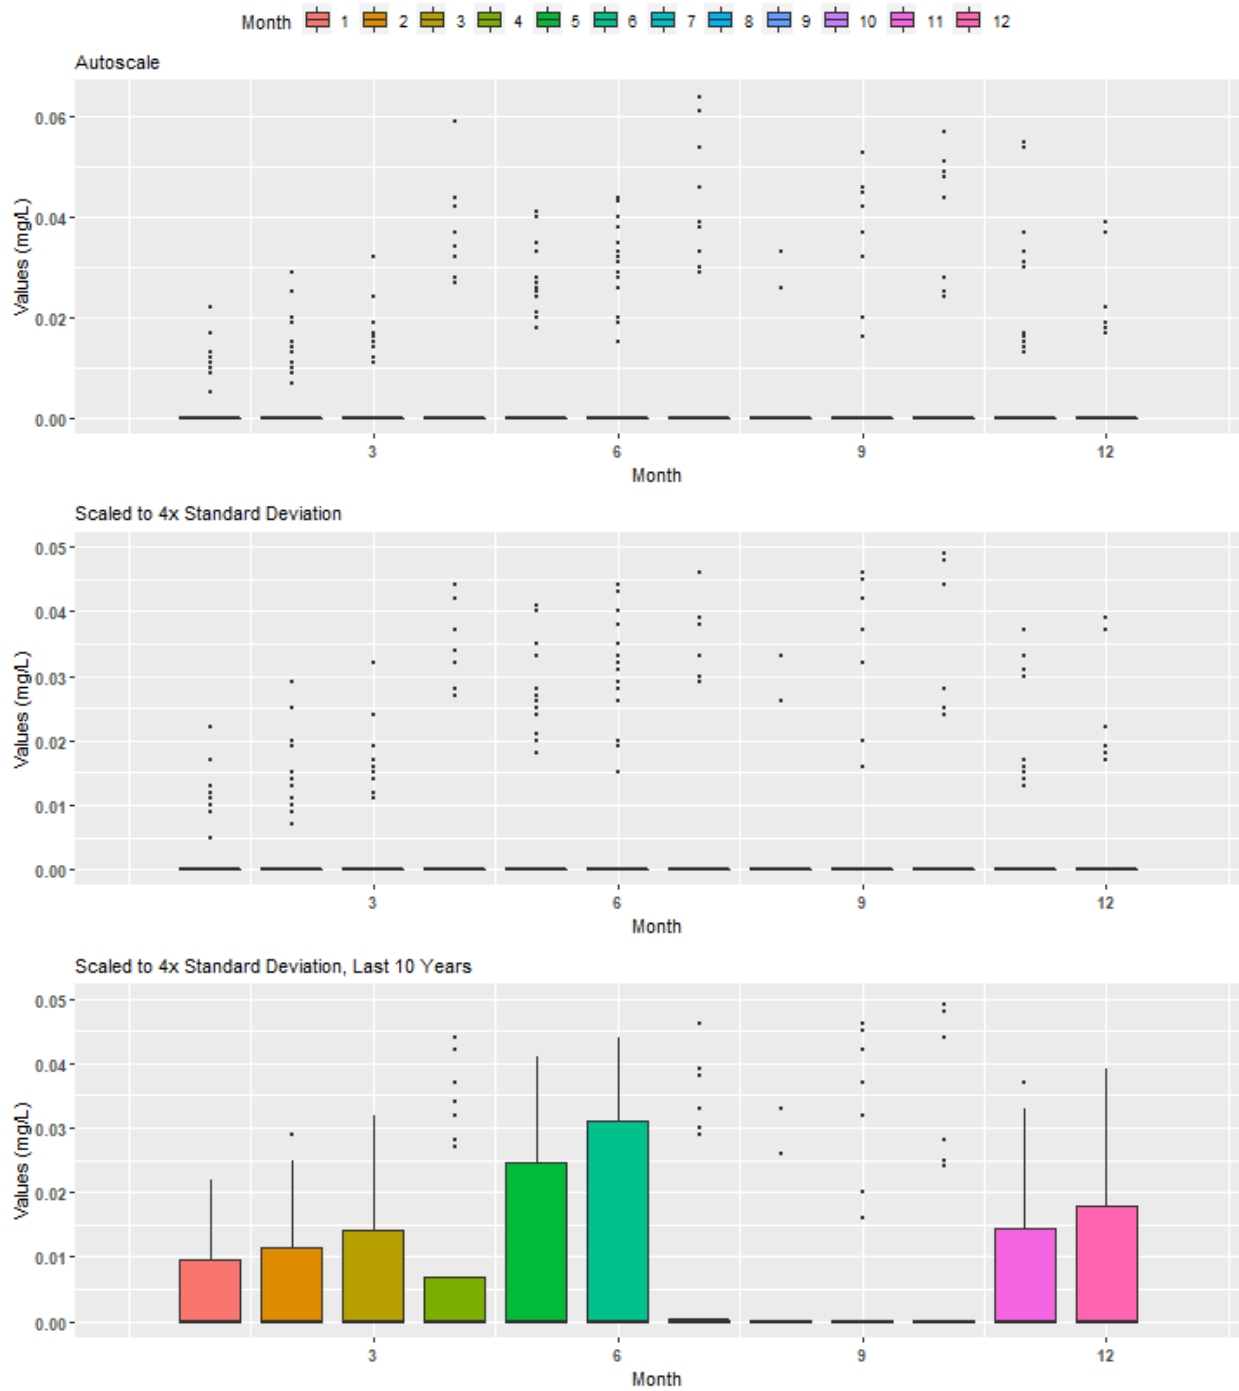 Month 1 2 3 4 5 6 7 8 9 10 11 12
Autoscale
Values (mg/L)
0.06
0.04
0.02
0.00
3 6 9 12
Month
Scaled to 4x Standard Deviation
Values (mg/L)
0.05
0.04
0.03
0.02
0.01
0.00
3 6 9 12
Month
Scaled to 4x Standard Deviation, Last 10 Years
Values (mg/L)
0.05
0.04
0.03
0.02
0.01
0.00
3 6 9 12
Month